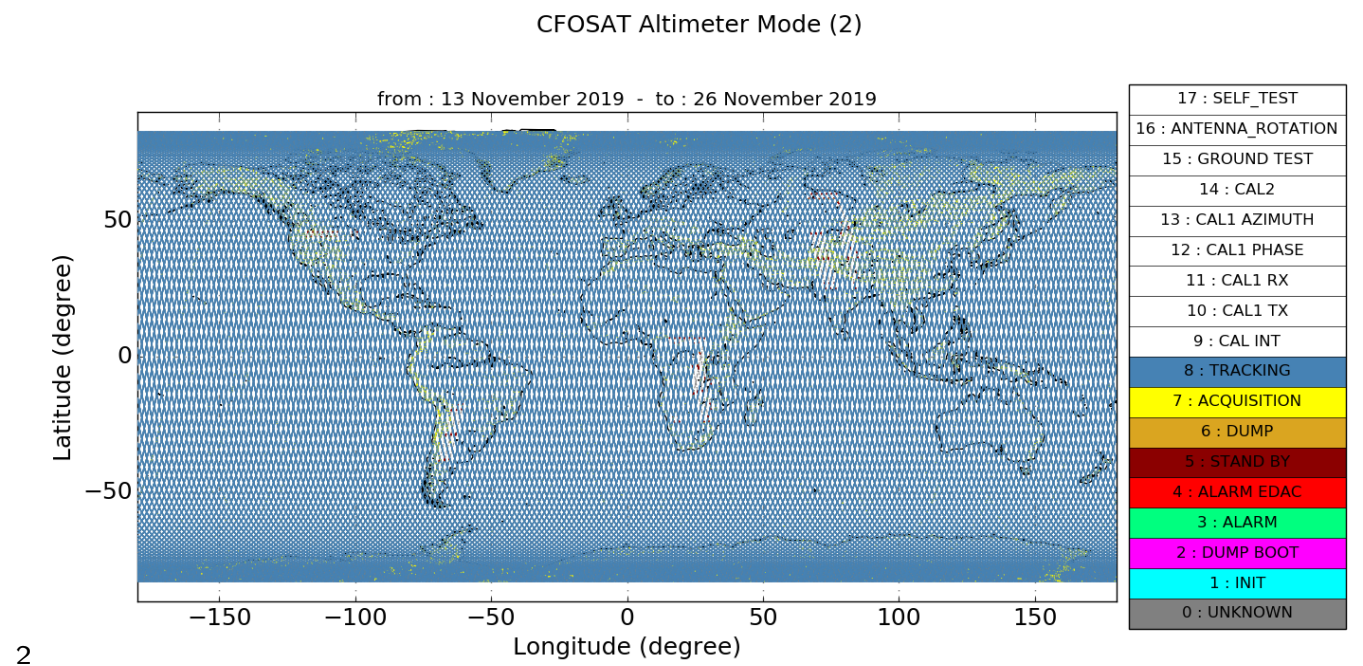 CFOSAT Altimeter Mode (2)
from : 13 November 2019 - to : 26 November 2019
17 : SELF_TEST
16 : ANTENNA_ROTATION
15 : GROUND TEST
14 : CAL2
13 : CAL1 AZIMUTH
12 : CAL1 PHASE
11 : CAL1 RX
10 : CAL1 TX
9 : CAL INT
8 : TRACKING
7 : ACQUISITION
6 : DUMP
5 : STAND BY
4 : ALARM EDAC
3 : ALARM
2 : DUMP BOOT
1 : INIT
0 : UNKNOWN
Latitude (degree)
50
0
−50
−150 −100 −50 0 50 100 150
Longitude (degree)
2